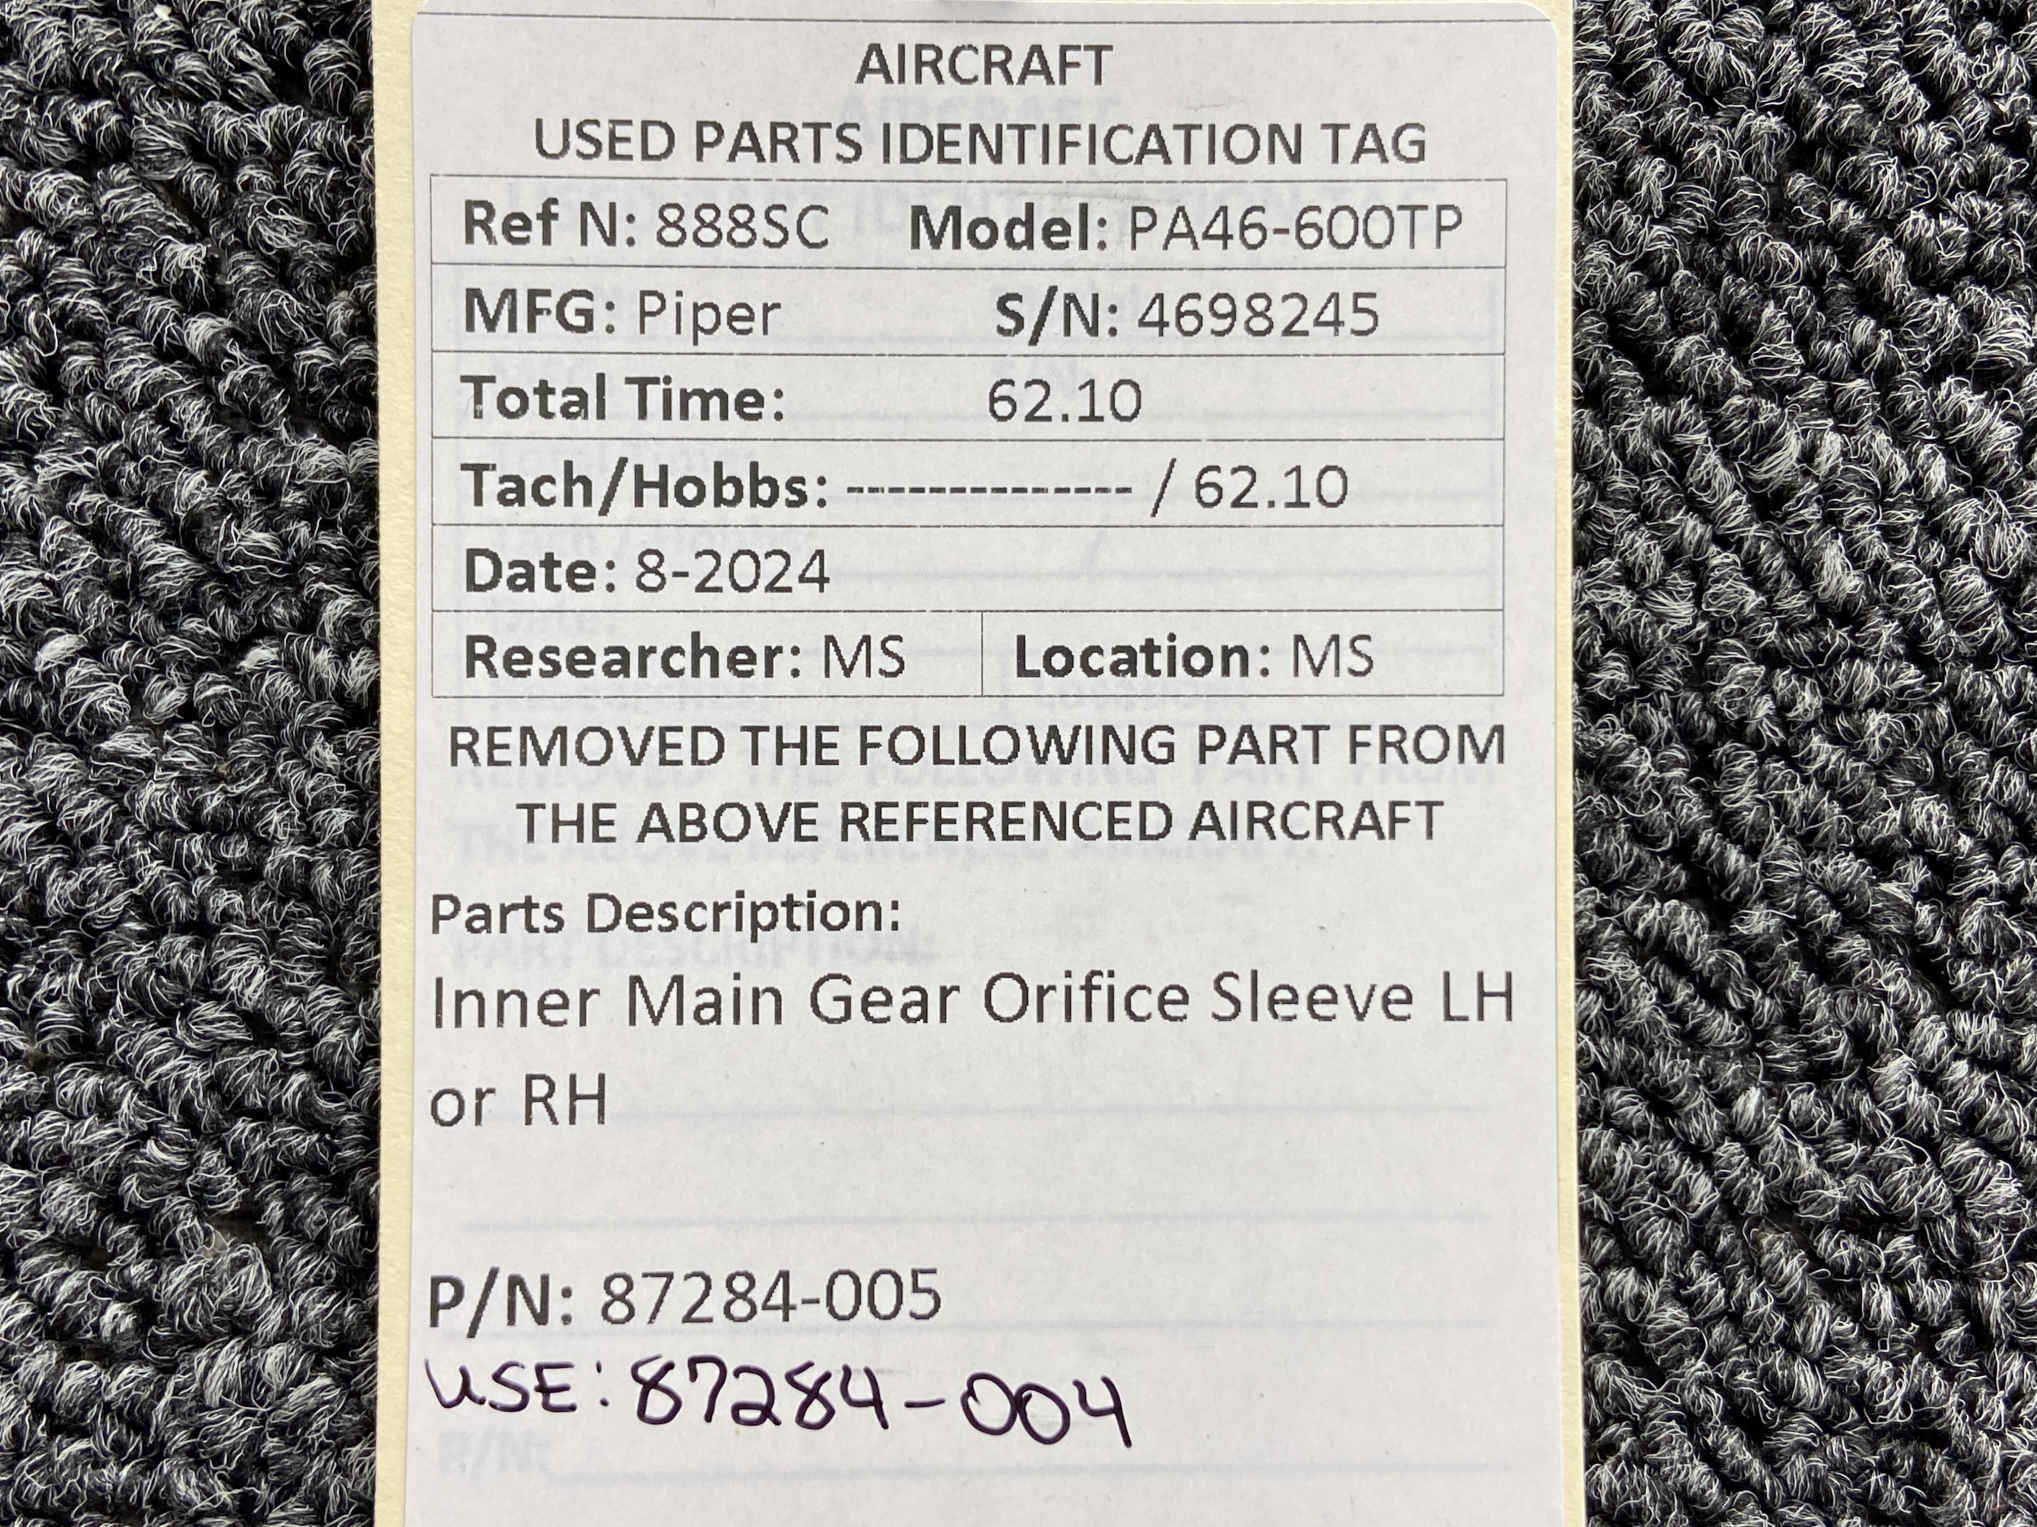 AIRCRAFT
USED PARTS IDENTIFICATION TAG
Ref N: 888SC Model: PA46-600TP
MFG: Piper S/N: 4698245
Total Time: 62.10
Tach/Hobbs: -------------- / 62.10
Date: 8-2024
Researcher: MS Location: MS
REMOVED THE FOLLOWING PART FROM
THE ABOVE REFERENCED AIRCRAFT
Parts Description:
Inner Main Gear Orifice Sleeve LH
or RH
P/N: 87284-005
USE: 87284-004
P/N: